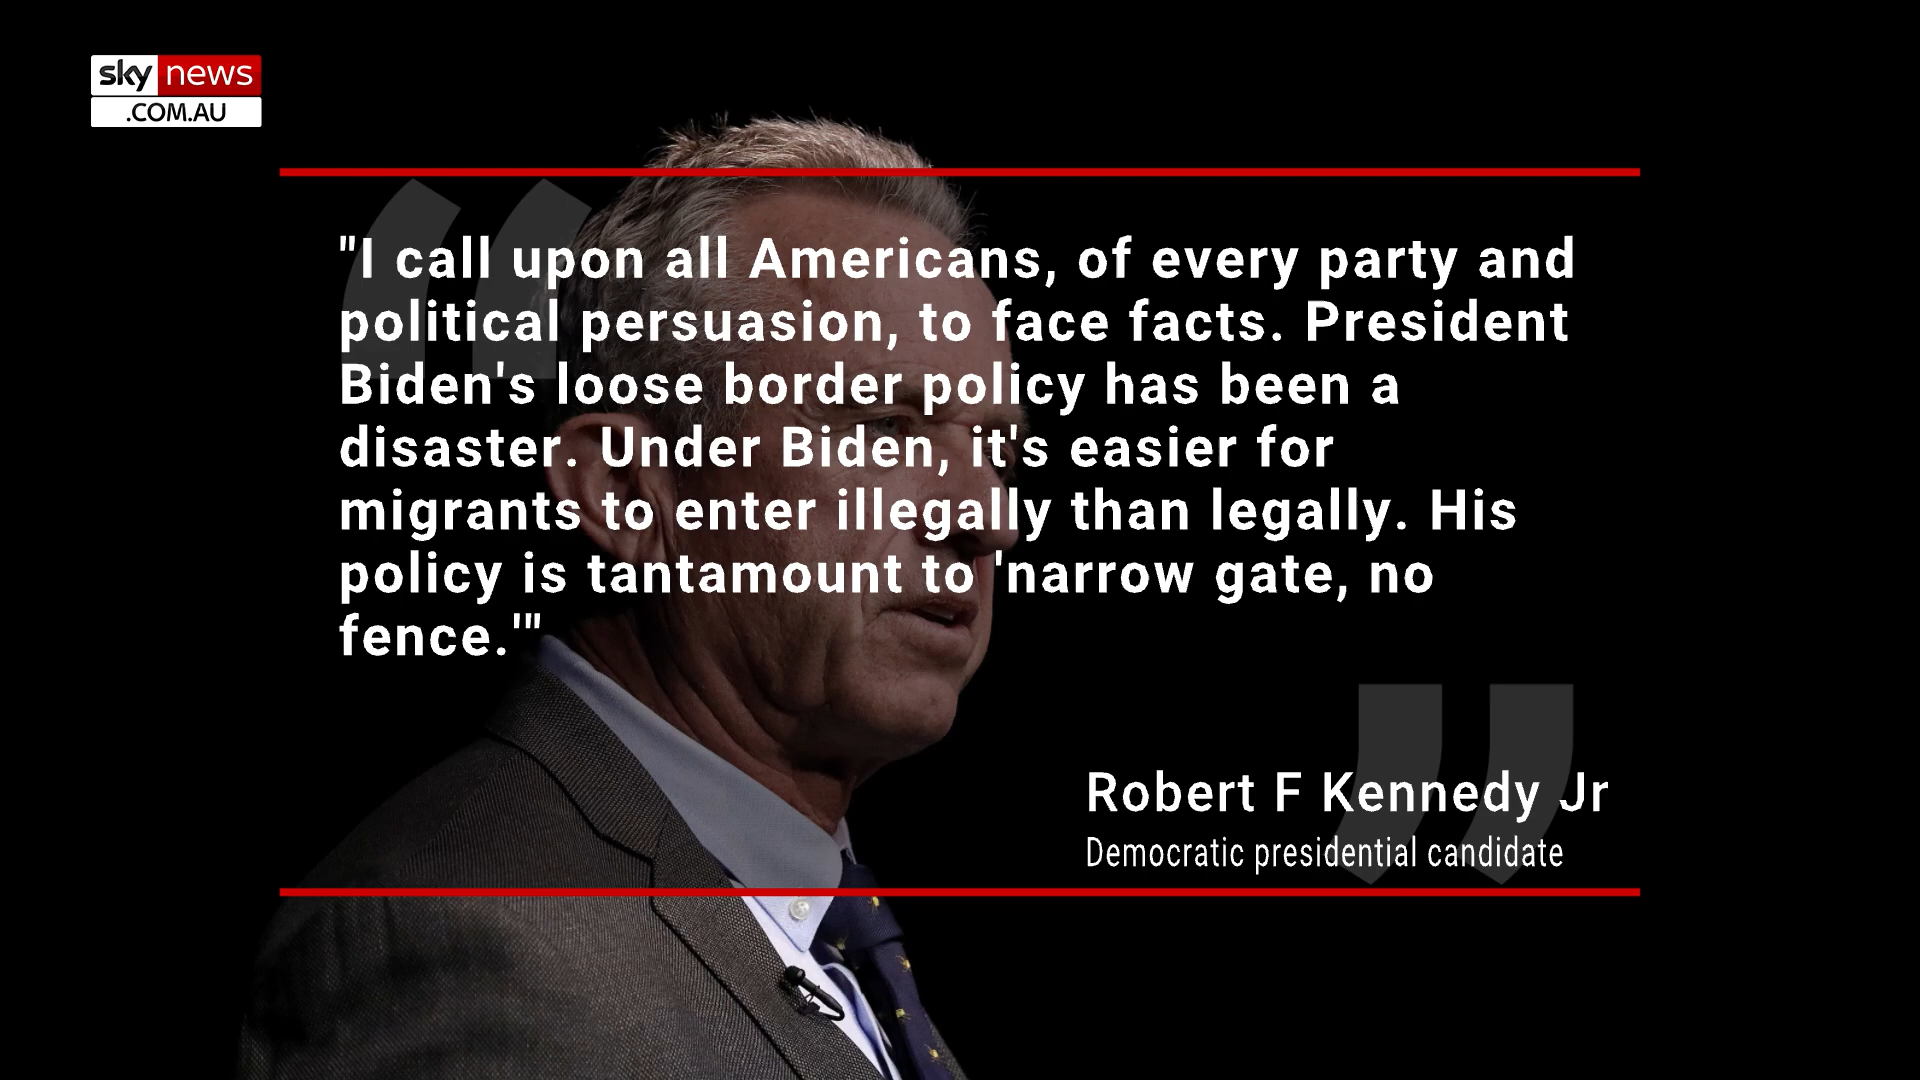 sky news
.COM.AU
"I call upon all Americans, of every party and
political persuasion, to face facts. President
Biden's loose border policy has been a
disaster. Under Biden, it's easier for
migrants to enter illegally than legally. His
policy is tantamount to 'narrow gate, no
fence.'"
Robert F Kennedy Jr
Democratic presidential candidate